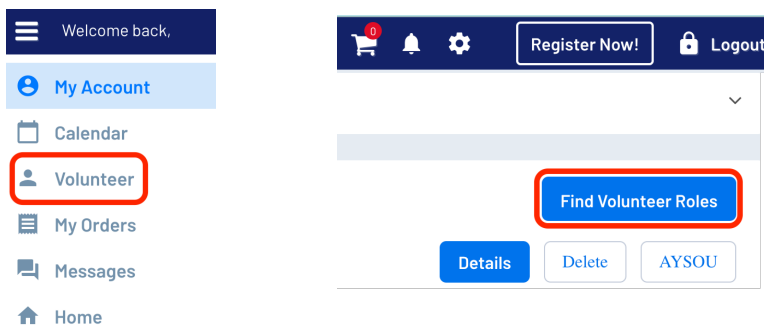 Welcome back,
My Account
Calendar
Volunteer
My Orders
Messages
Home
0
Register Now!
Logout
Find Volunteer Roles
Details
Delete
AYSOU